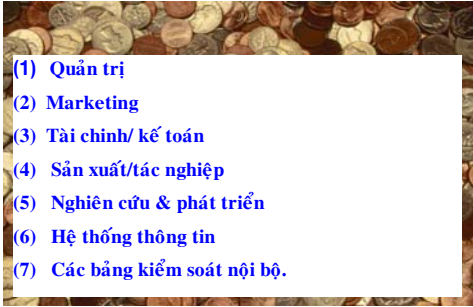 (1) Quản trị
(2) Marketing
(3) Tài chinh/ kế toán
(4) Sản xuất/tác nghiệp
(5) Nghiên cứu & phát triển
(6) Hệ thống thông tin
(7) Các bảng kiểm soát nội bộ.